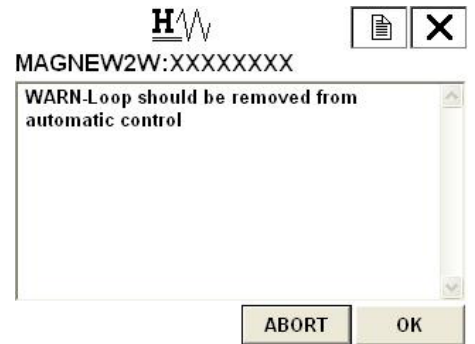 H
MAGNEW2W:XXXXXXXX
WARN-Loop should be removed from
automatic control
ABORT OK